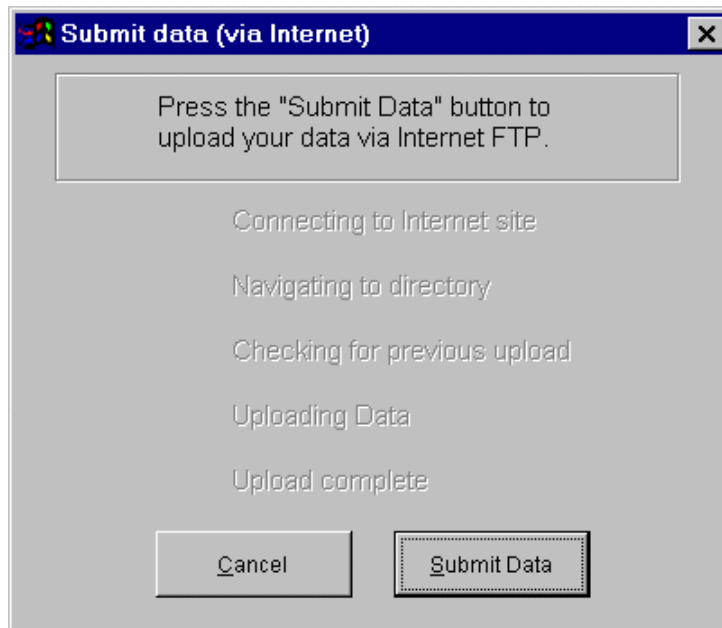 Submit data (via Internet)
Press the "Submit Data" button to
upload your data via Internet FTP.
Connecting to Internet site
Navigating to directory
Checking for previous upload
Uploading Data
Upload complete
Cancel
Submit Data